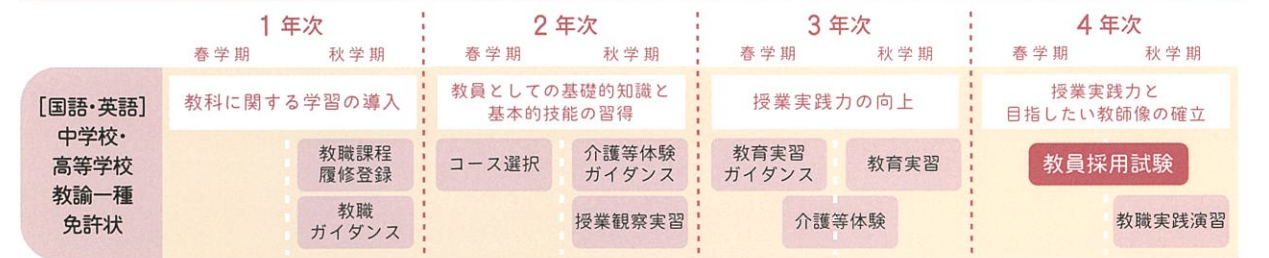 1年次
2年次
3年次
4年次
春学期 秋学期
春学期 秋学期
春学期 秋学期
春学期 秋学期
[国語・英語]
中学校・
高等学校
教諭一種
免許状
教科に関する学習の導入
教員としての基礎的知識と
基本的技能の習得
授業実践力の向上
授業実践力と
目指したい教師像の確立
教職課程
履修登録
コース選択
介護等体験
ガイダンス
教育実習
ガイダンス
教育実習
教員採用試験
教職
ガイダンス
授業観察実習
介護等体験
教職実践演習